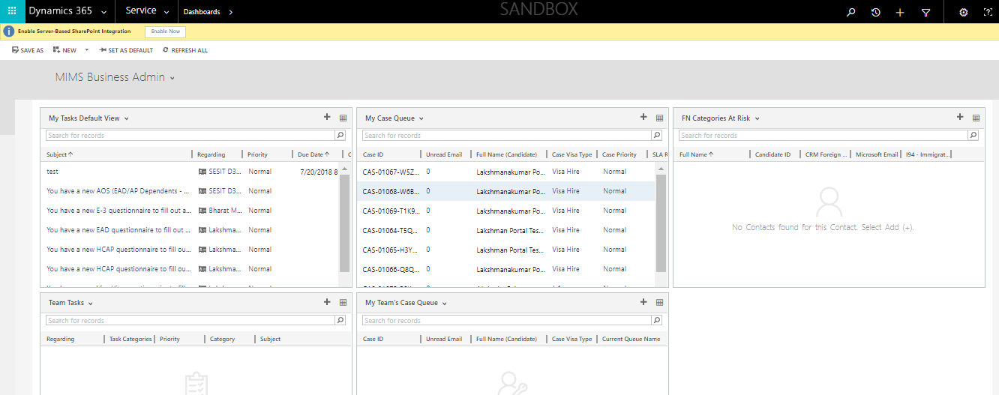 Dynamics 365 Service Dashboards SANDBOX
Enable Server-Based SharePoint Integration Enable Now
SAVE AS NEW SET AS DEFAULT REFRESH ALL
MIMS Business Admin
My Tasks Default View
Search for records
Subject Regarding Priority Due Date C
test SESIT D3... Normal 7/20/2018 8
You have a new AOS (EAD/AP Dependents - ... SESIT D3... Normal
You have a new E-3 questionnaire to fill out a... Bharat M... Normal
You have a new EAD questionnaire to fill out ... Lakshma... Normal
You have a new HCAP questionnaire to fill ou... Lakshma... Normal
You have a new HCAP questionnaire to fill ou... Lakshma... Normal
My Case Queue
Search for records
Case ID Unread Email Full Name (Candidate) Case Visa Type Case Priority SLA R
CAS-01067-W5Z... 0 Lakshmanakumar Po... Visa Hire Normal
CAS-01068-W6B... 0 Lakshmanakumar Po... Visa Hire Normal
CAS-01069-T1K9... 0 Lakshmanakumar Po... Visa Hire Normal
CAS-01064-T5Q... 0 Lakshman Portal Tes... Visa Hire Normal
CAS-01065-H3Y... 0 Lakshman Portal Tes... Visa Hire Normal
CAS-01066-Q8Q... 0 Lakshmanakumar Po... Visa Hire Normal
FN Categories At Risk
Search for records
Full Name Candidate ID CRM Foreign ... Microsoft Email I94 - Immigrat...
No Contacts found for this Contact. Select Add (+).
Team Tasks
Search for records
Regarding Task Categories Priority Category Subject
My Team's Case Queue
Search for records
Case ID Unread Email Full Name (Candidate) Case Visa Type Current Queue Name